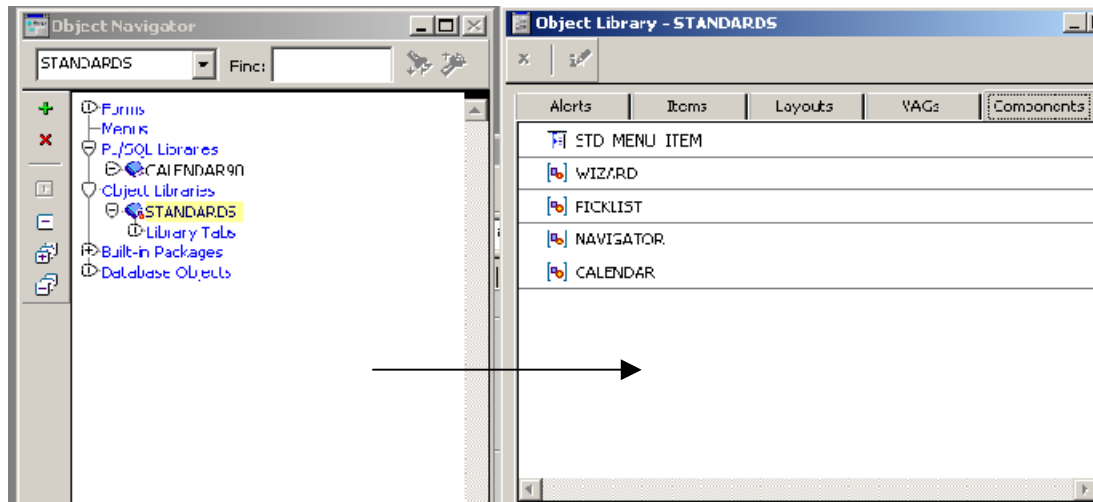 Object Navigator
STANDARDS
Find:
Forms
Menus
PL/SQL Libraries
CALENDAR90
Object Libraries
STANDARDS
Library Tabs
Built-in Packages
Database Objects
Object Library - STANDARDS
Alerts
Items
Layouts
VAGs
Components
STD MENU ITEM
WIZARD
PICKLIST
NAVIGATOR
CALENDAR